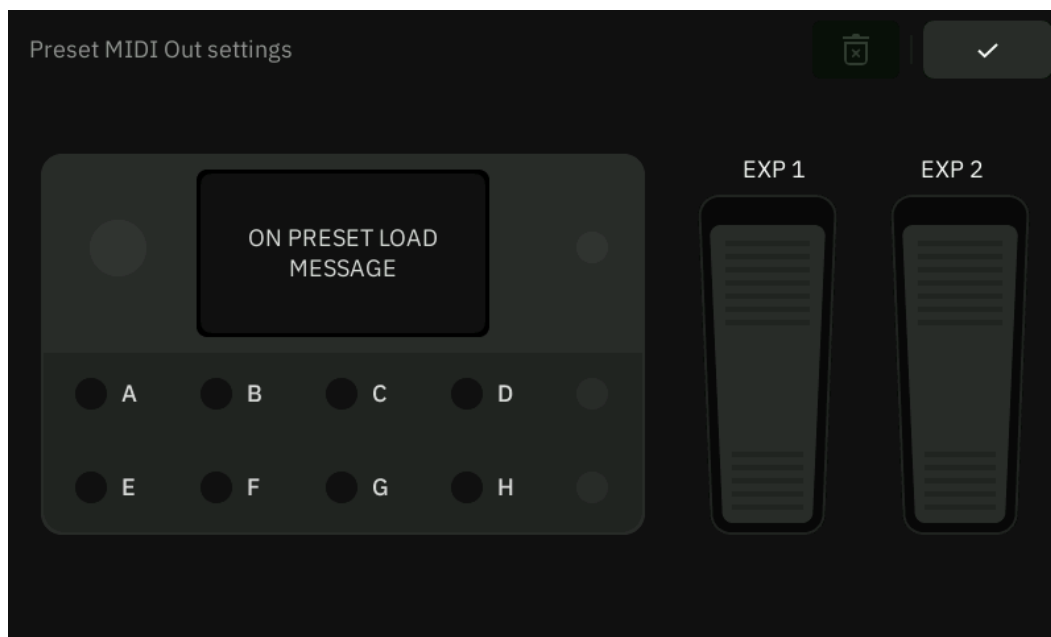 Preset MIDI Out settings
EXP 1
EXP 2
ON PRESET LOAD
MESSAGE
A
B
C
D
E
F
G
H